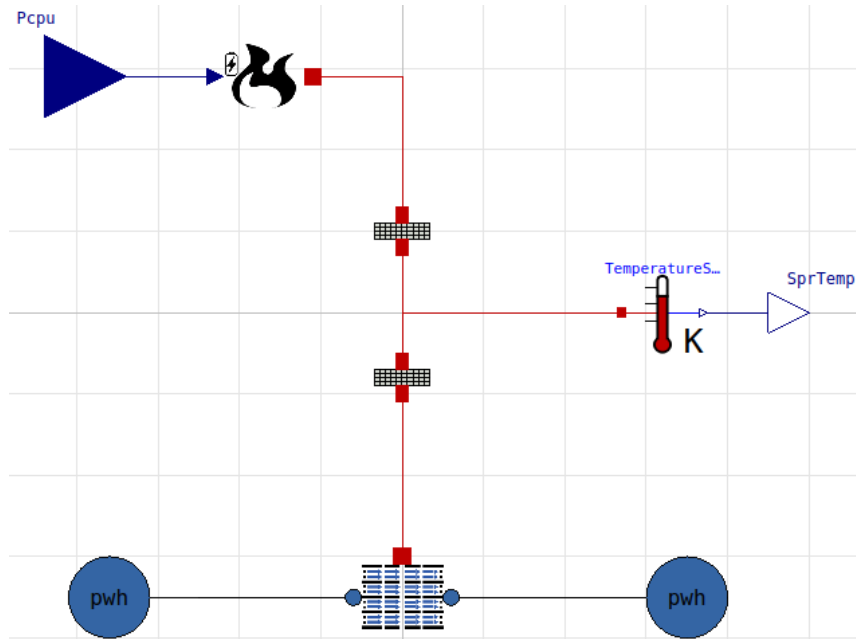 Pcpu
TemperatureS…
SprTemp
K
pwh
pwh